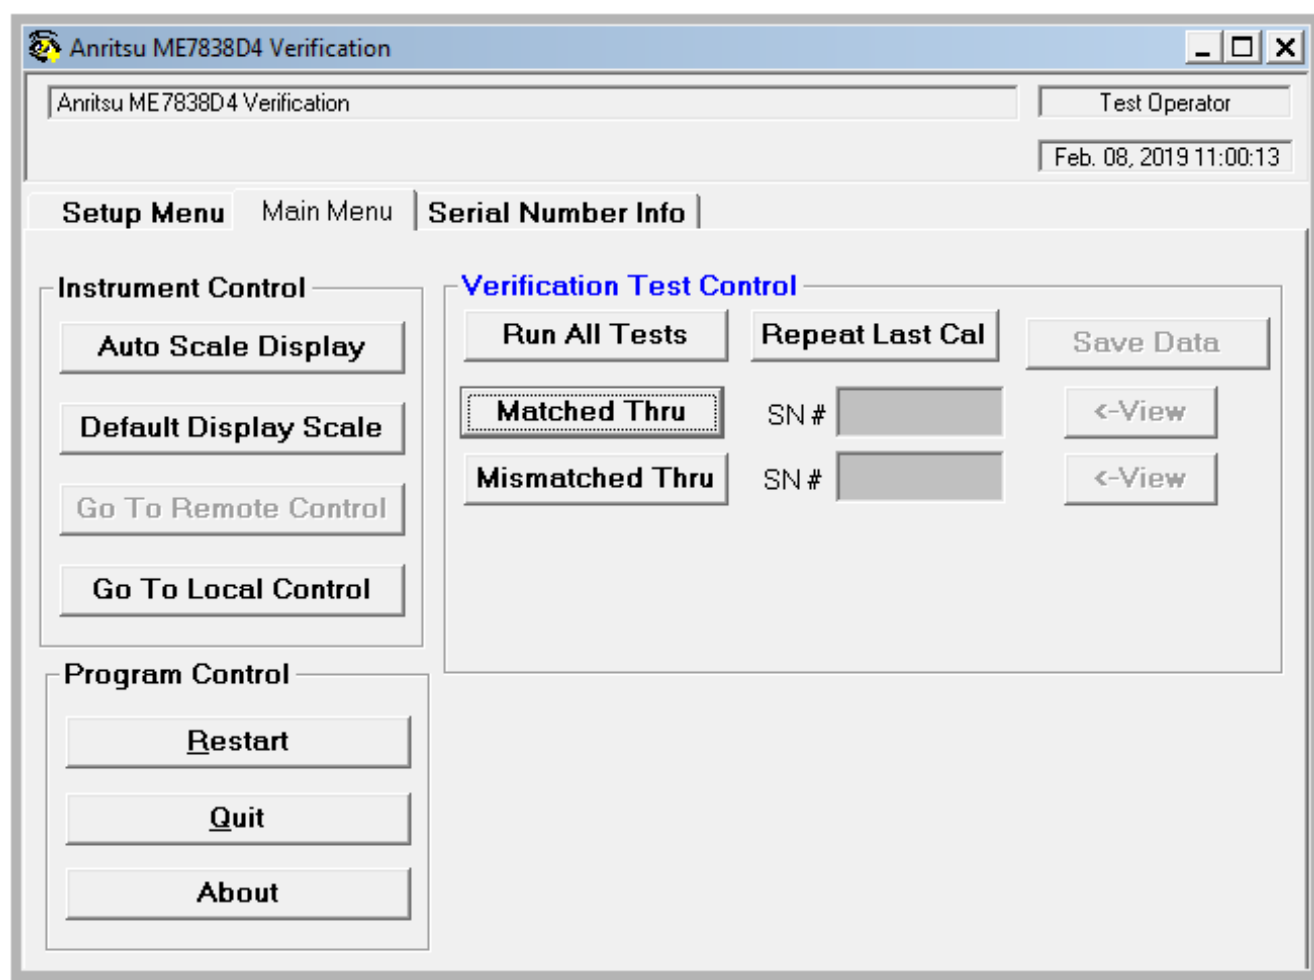 Anritsu ME7838D4 Verification
Anritsu ME7838D4 Verification
Test Operator
Feb. 08, 2019 11:00:13
Setup Menu Main Menu Serial Number Info
Instrument Control
Auto Scale Display
Default Display Scale
Go To Remote Control
Go To Local Control
Program Control
Restart
Quit
About
Verification Test Control
Run All Tests Repeat Last Cal Save Data
Matched Thru SN # <-View
Mismatched Thru SN # <-View